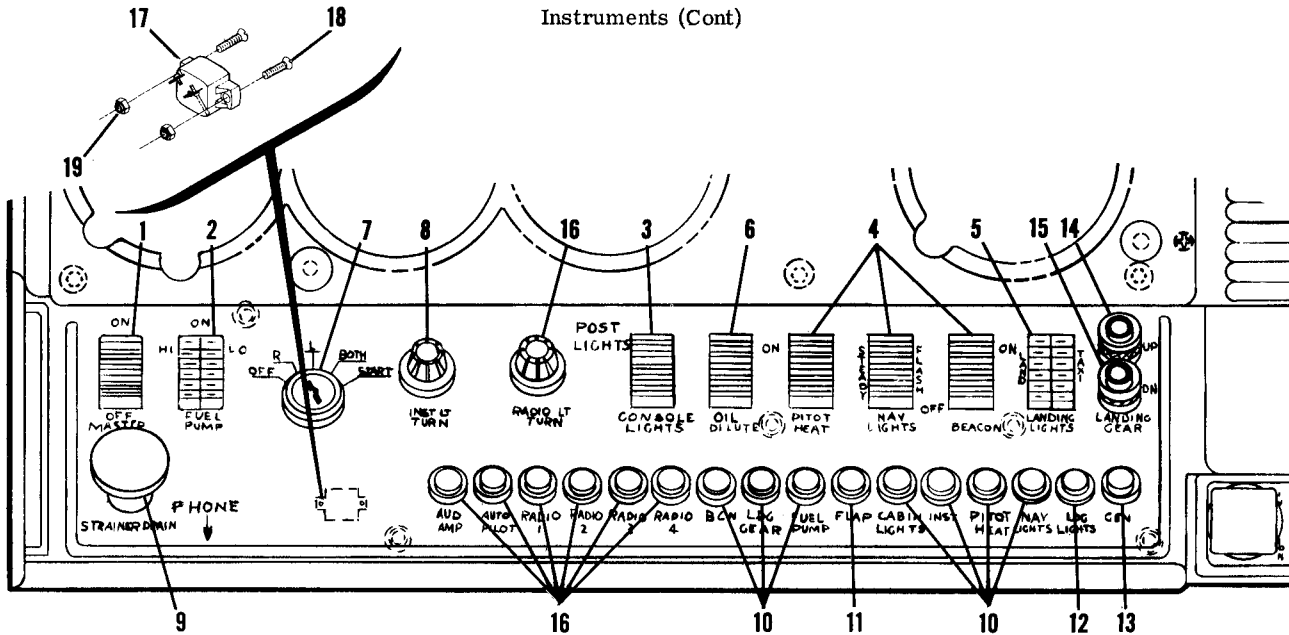 Instruments (Cont)
17
18
19
1
2
7
8
16
3
6
4
5
15
14
ON
ON
HI
LO
OFF
MASTER
FUEL
PUMP
OFF
R
L
BOTH
START
INST LT
TURN
RADIO LT
TURN
POST
LIGHTS
CONSOLE
LIGHTS
OIL
DILUTE
ON
PITOT
HEAT
STEADY
FLASH
NAV
LIGHTS
OFF
BEACON
ON
LAND
TAXI
LANDING
LIGHTS
UP
DN
LANDING
GEAR
STRAINER DRAIN
PHONE
AUD
AMP
AUTO
PILOT
RADIO
1
RADIO
2
RADIO
3
RADIO
4
BCN
LDG
GEAR
FUEL
PUMP
FLAP
CABIN
LIGHTS
INST
PITOT
HEAT
NAV
LIGHTS
LDG
LIGHTS
GEN
9
16
10
11
10
12
13